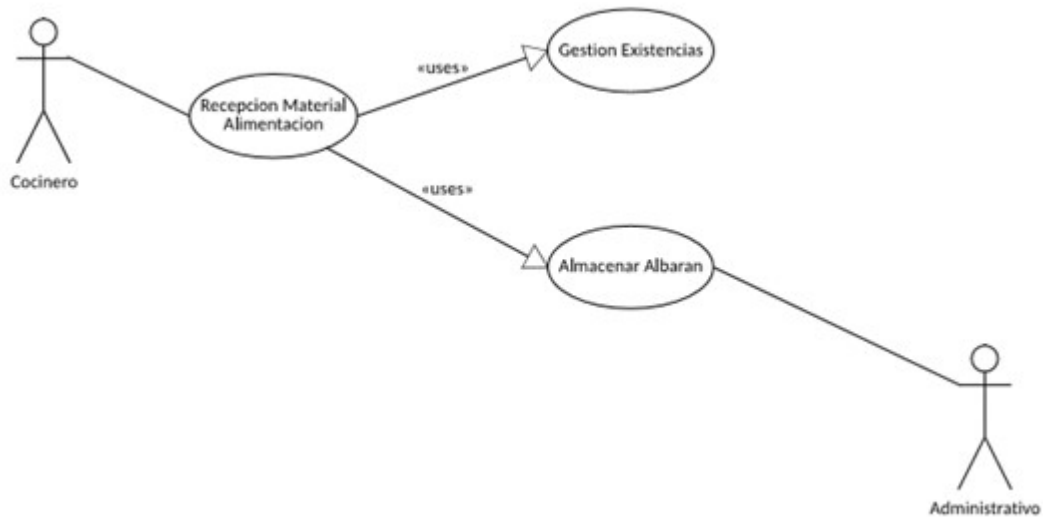 Gestion Existencias
«uses»
Recepcion Material
Alimentacion
Cocinero
«uses»
Almacenar Albaran
Administrativo